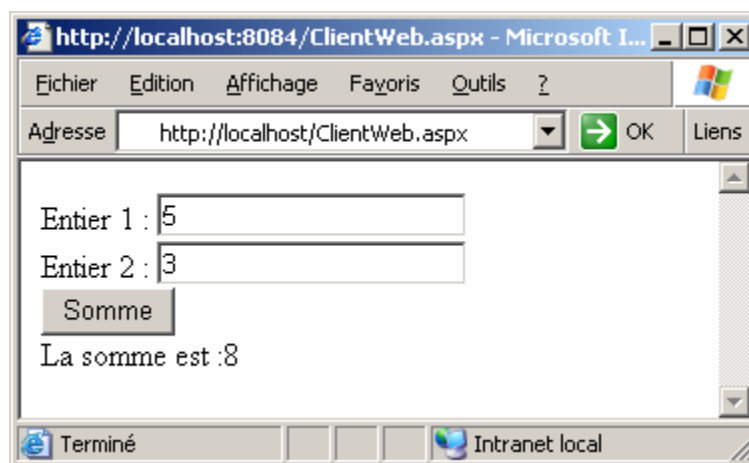 http://localhost:8084/ClientWeb.aspx - Microsoft I...
Fichier Edition Affichage Favoris Outils ?
Adresse http://localhost/ClientWeb.aspx OK Liens
Entier 1 : 5
Entier 2 : 3
Somme
La somme est :8
Terminé Intranet local